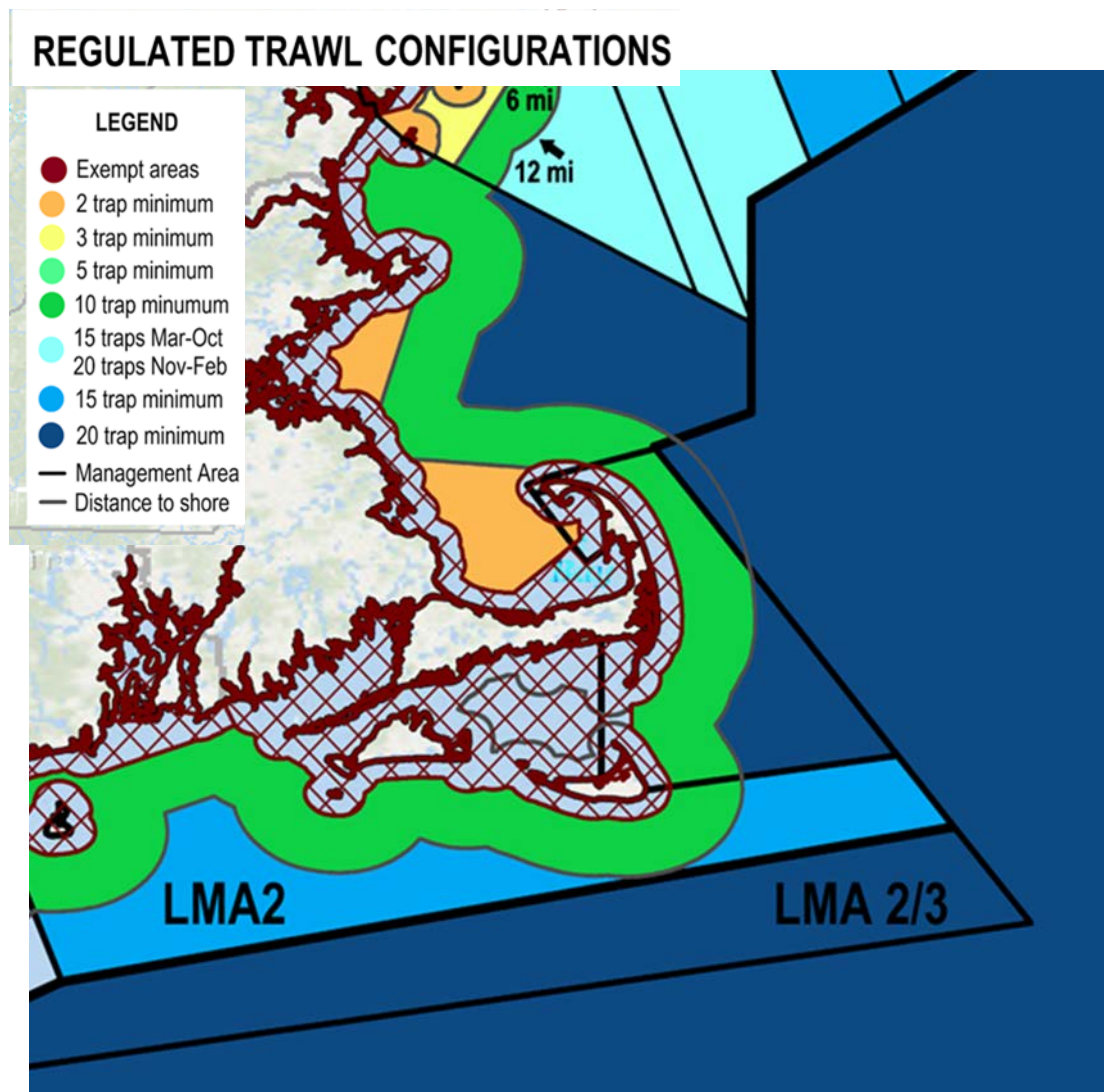 REGULATED TRAWL CONFIGURATIONS
LEGEND
Exempt areas
2 trap minimum
3 trap minimum
5 trap minimum
10 trap minumum
15 traps Mar-Oct
20 traps Nov-Feb
15 trap minimum
20 trap minimum
Management Area
Distance to shore
6 mi
12 mi
LMA2
LMA 2/3